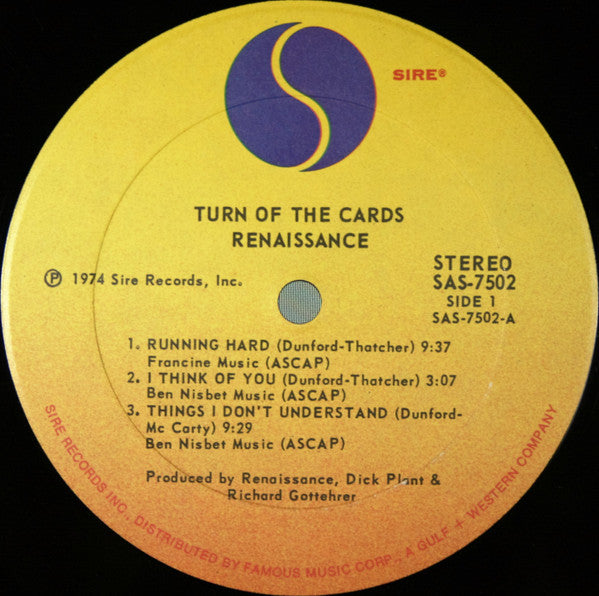 SIRE®
TURN OF THE CARDS
RENAISSANCE
℗ 1974 Sire Records, Inc.
STEREO
SAS-7502
SIDE 1
SAS-7502-A
1. RUNNING HARD (Dunford-Thatcher) 9:37
Francine Music (ASCAP)
2. I THINK OF YOU (Dunford-Thatcher) 3:07
Ben Nisbet Music (ASCAP)
3. THINGS I DON'T UNDERSTAND (Dunford-
Mc Carty) 9:29
Ben Nisbet Music (ASCAP)
Produced by Renaissance, Dick Plant &
Richard Gottehrer
SIRE RECORDS INC., DISTRIBUTED BY FAMOUS MUSIC CORP., A GULF + WESTERN COMPANY